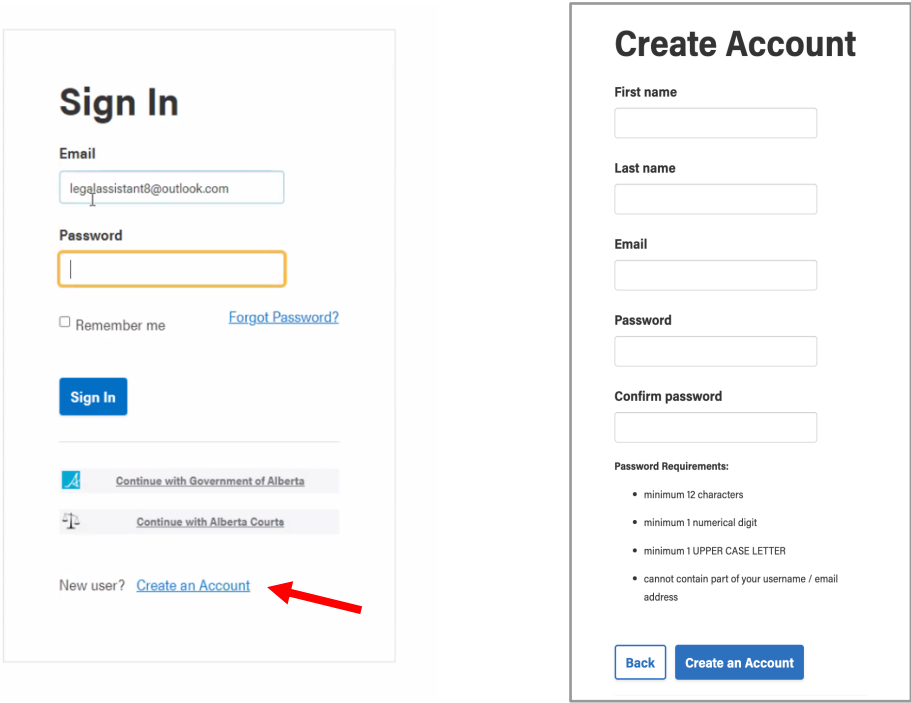 Sign In
Email
legalassistant8@outlook.com
Password
Remember me
Forgot Password?
Sign In
Continue with Government of Alberta
Continue with Alberta Courts
New user? Create an Account
Create Account
First name
Last name
Email
Password
Confirm password
Password Requirements:
• minimum 12 characters
• minimum 1 numerical digit
• minimum 1 UPPER CASE LETTER
• cannot contain part of your username / email
address
Back
Create an Account